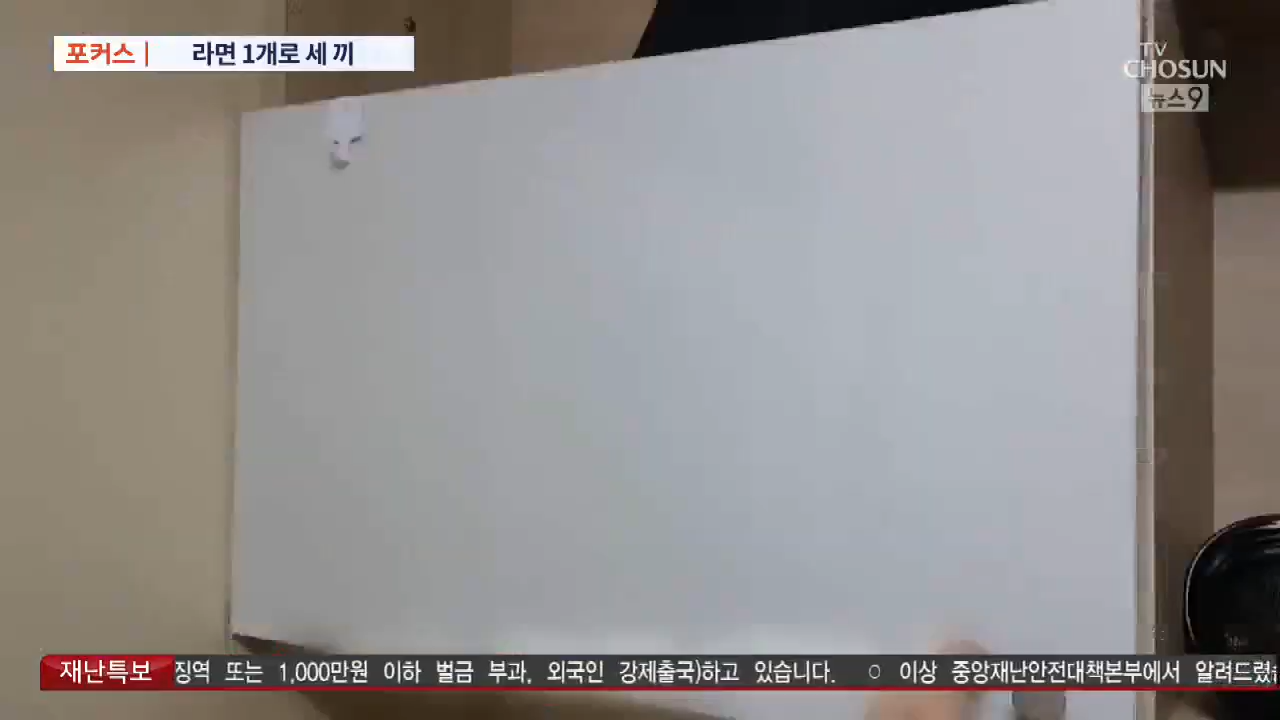 포커스 | 라면 1개로 세 끼
TV
CHOSUN
뉴스9
재난특보 징역 또는 1,000만원 이하 벌금 부과, 외국인 강제출국)하고 있습니다. ○ 이상 중앙재난안전대책본부에서 알려드렸